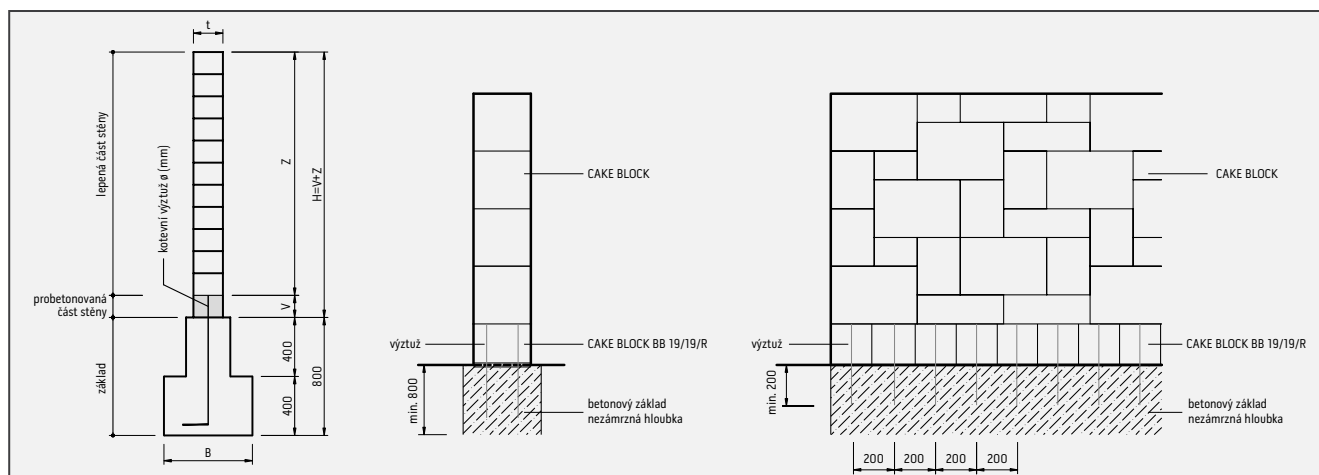 t
lepená část stěny
kotevní výztuž ø (mm)
Z
H=V+Z
probetonovaná
část stěny
V
základ
400
400
800
B
CAKE BLOCK
výztuž
CAKE BLOCK BB 19/19/R
min. 800
betonový základ
nezámrzná hloubka
CAKE BLOCK
výztuž
CAKE BLOCK BB 19/19/R
min. 200
betonový základ
nezámrzná hloubka
200
200
200
200